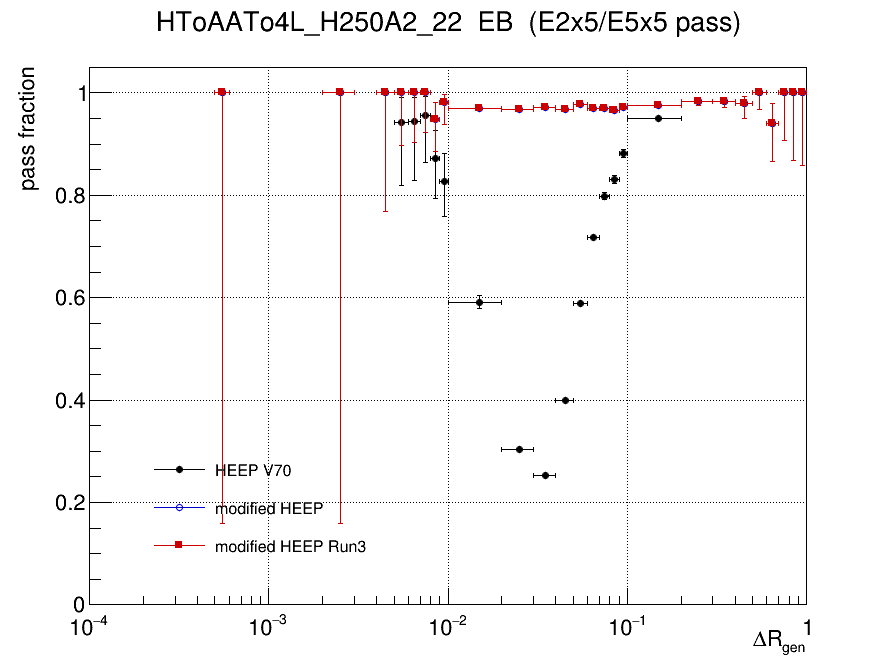 HToAATo4L_H250A2_22 EB (E2x5/E5x5 pass)
pass fraction
1
0.8
0.6
0.4
0.2
0
HEEP V70
modified HEEP
modified HEEP Run3
10⁻⁴ 10⁻³ 10⁻² 10⁻¹ 1
ΔR_gen